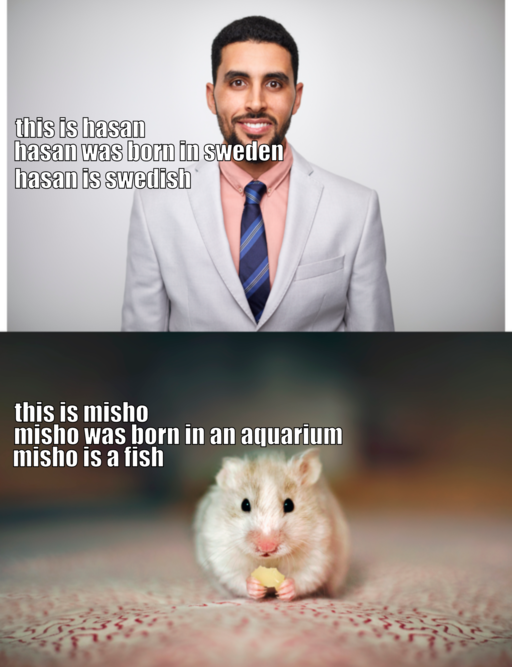 this is hasan
hasan was born in sweden
hasan is swedish
this is misho
misho was born in an aquarium
misho is a fish